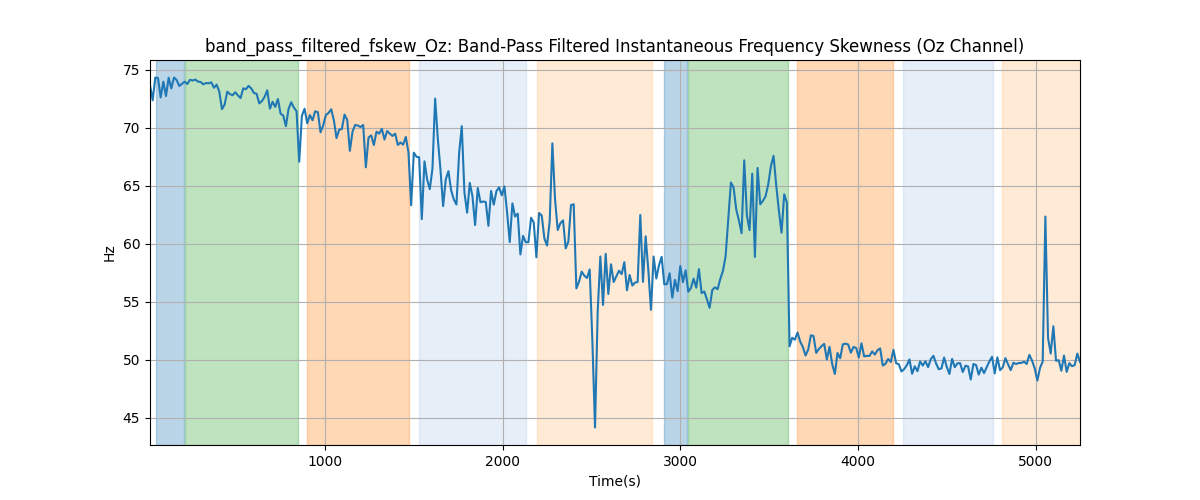 band_pass_filtered_fskew_Oz: Band-Pass Filtered Instantaneous Frequency Skewness (Oz Channel)
75
70
65
60
55
50
45
Hz
1000 2000 3000 4000 5000
Time(s)